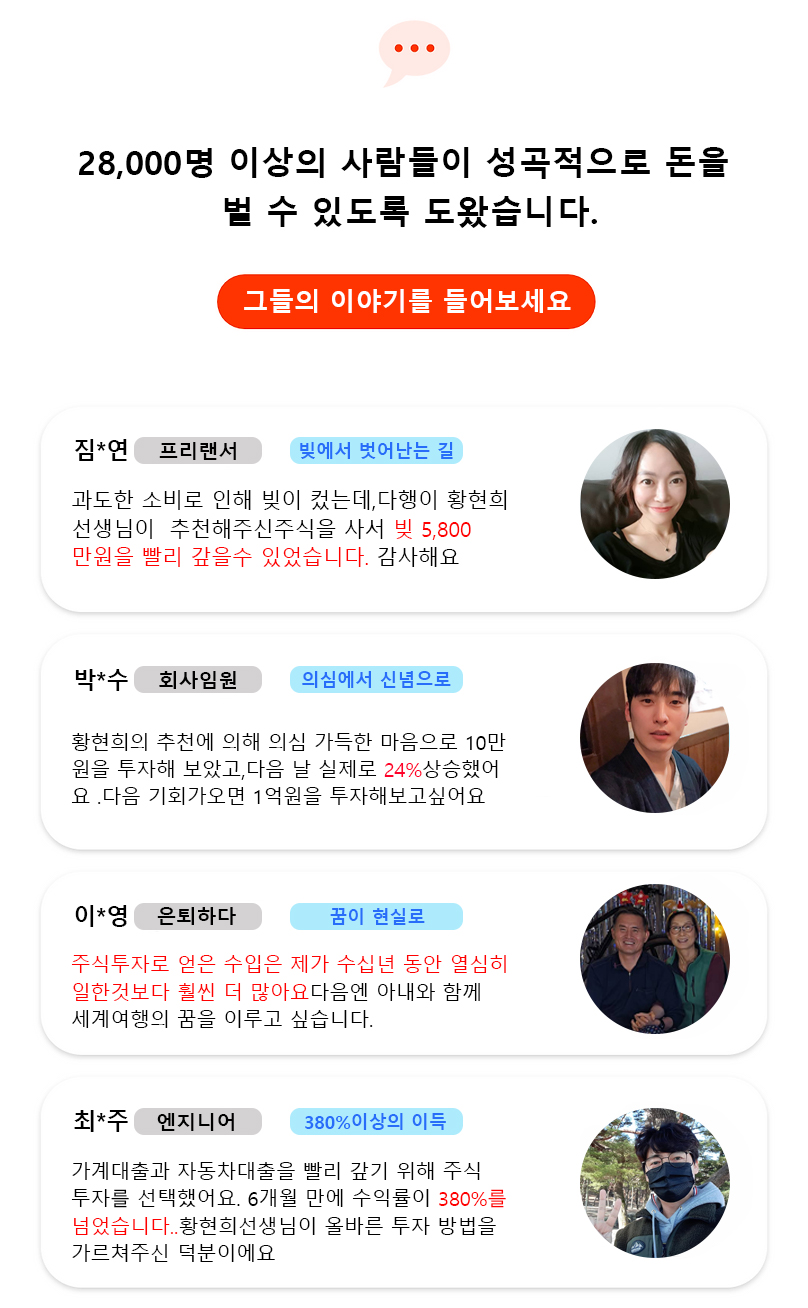 28,000명 이상의 사람들이 성곡적으로 돈을
벌 수 있도록 도왔습니다.
그들의 이야기를 들어보세요
짐*연 프리랜서 빚에서 벗어난는 길
과도한 소비로 인해 빚이 컸는데,다행이 황현희
선생님이 추천해주신주식을 사서 빚 5,800
만원을 빨리 갚을수 있었습니다. 감사해요
박*수 회사임원 의심에서 신념으로
황현희의 추천에 의해 의심 가득한 마음으로 10만
원을 투자해 보았고,다음 날 실제로 24%상승했어
요 .다음 기회가오면 1억원을 투자해보고싶어요
이*영 은퇴하다 꿈이 현실로
주식투자로 얻은 수입은 제가 수십년 동안 열심히
일한것보다 훨씬 더 많아요다음엔 아내와 함께
세계여행의 꿈을 이루고 싶습니다.
최*주 엔지니어 380%이상의 이득
가계대출과 자동차대출을 빨리 갚기 위해 주식
투자를 선택했어요. 6개월 만에 수익률이 380%를
넘었습니다..황현희선생님이 올바른 투자 방법을
가르쳐주신 덕분이에요